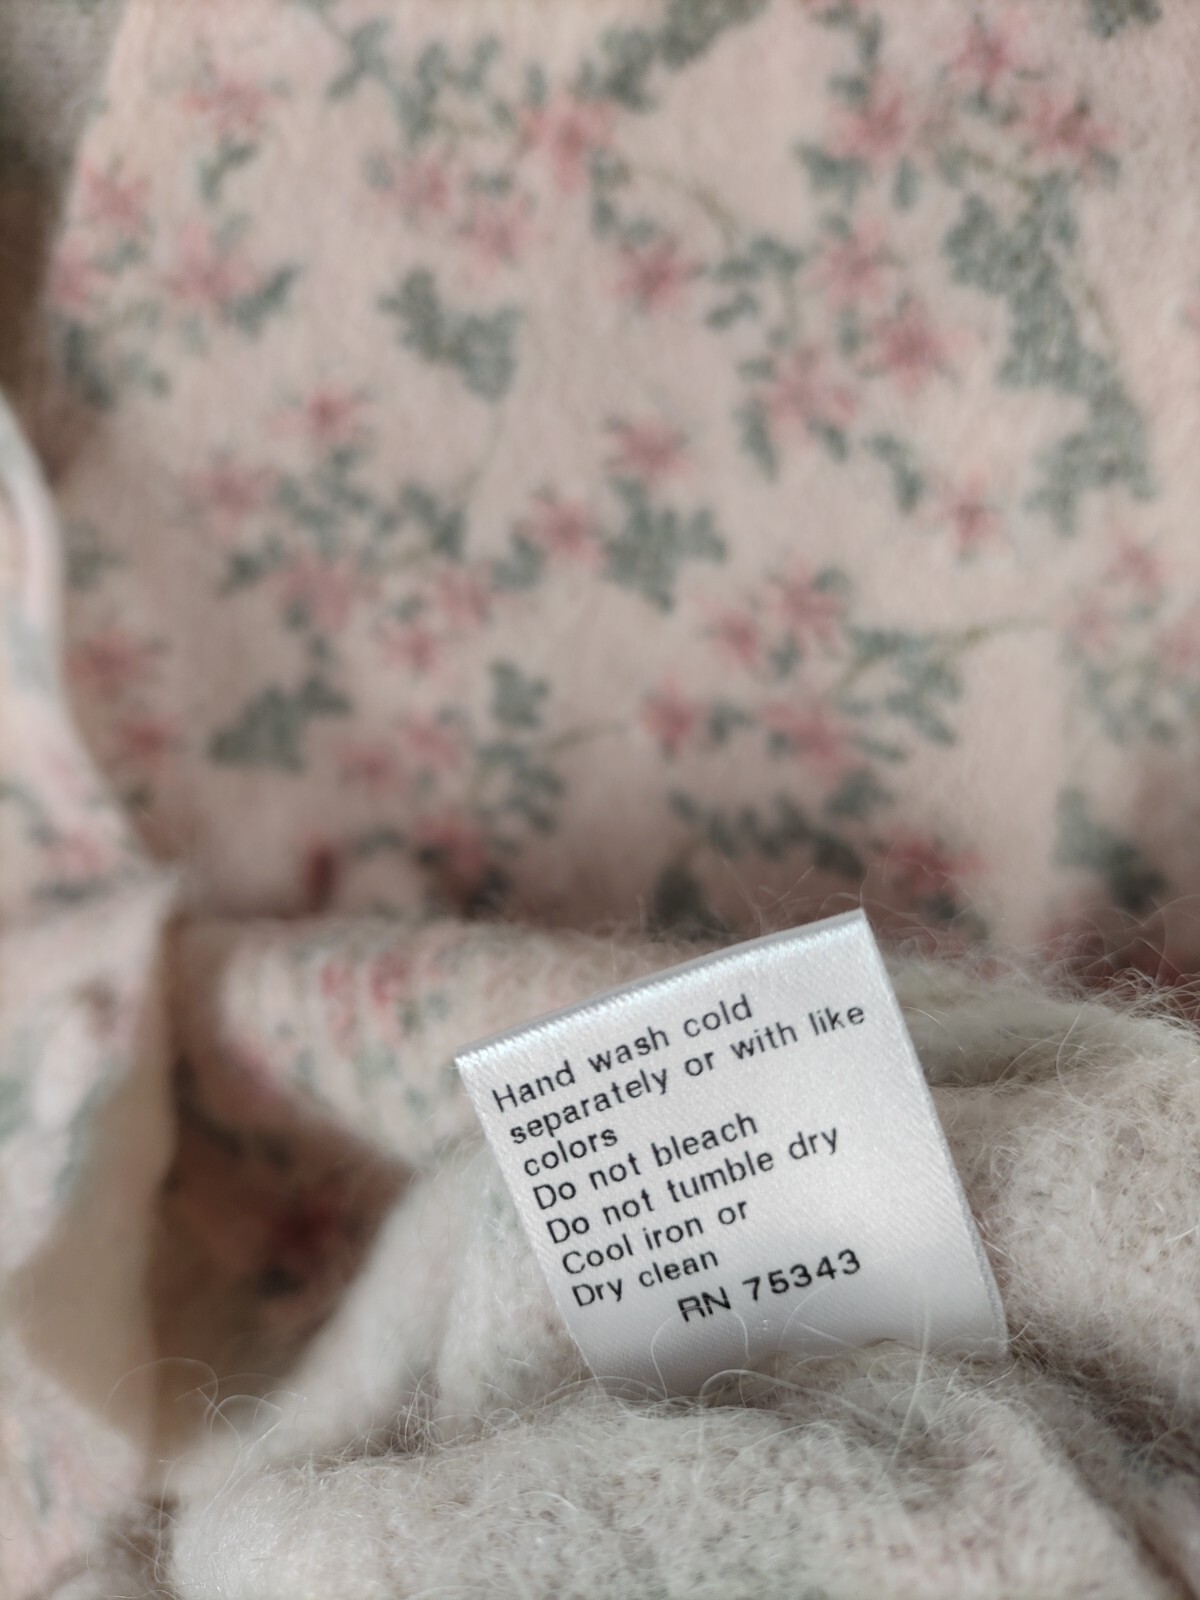 Hand wash cold
separately or with like
colors
Do not bleach
Do not tumble dry
Cool iron or
Dry clean
RN 75343